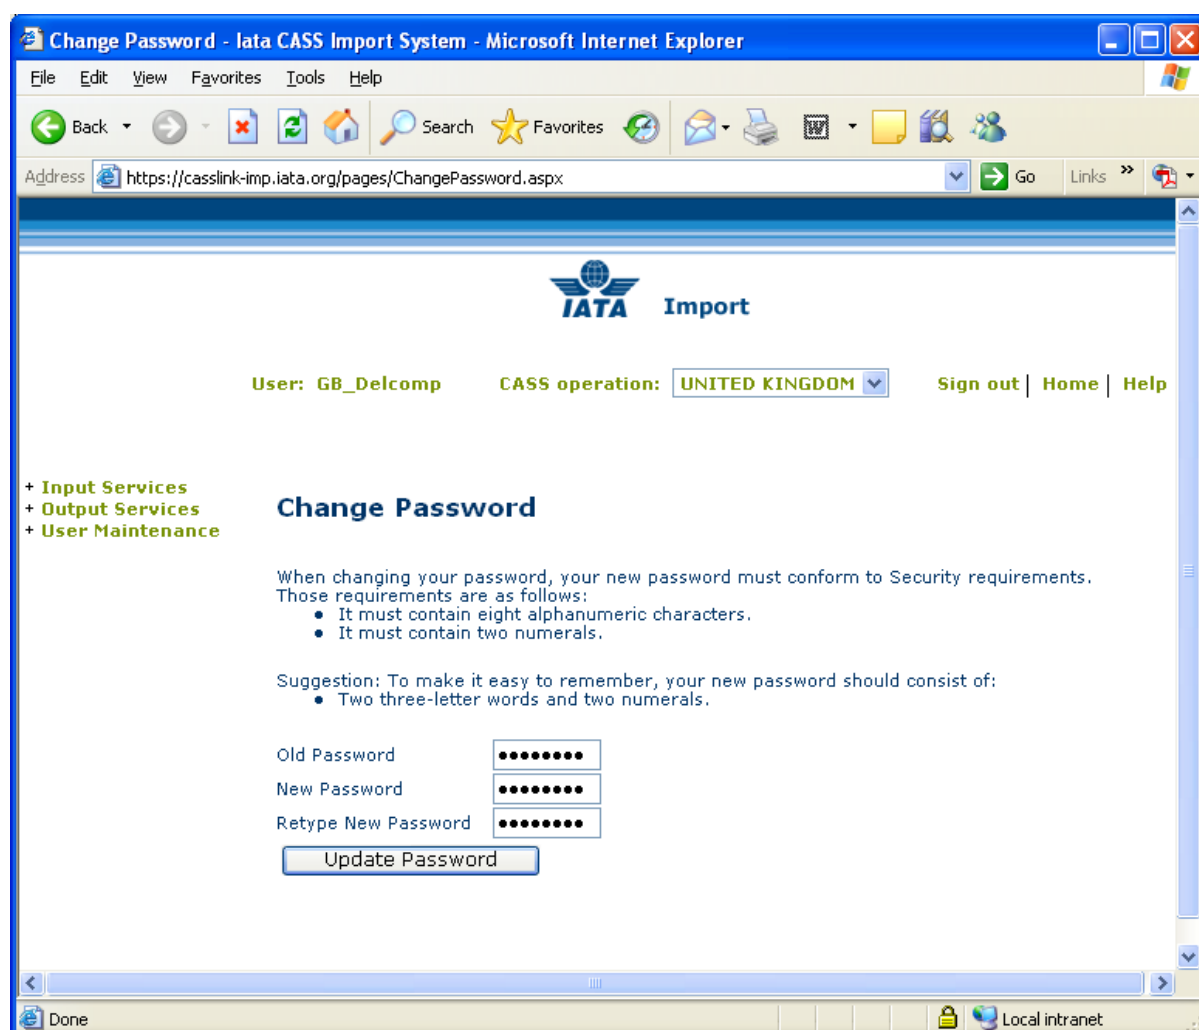 Change Password - Iata CASS Import System - Microsoft Internet Explorer
File Edit View Favorites Tools Help
Back Search Favorites
Address https://casslink-imp.iata.org/pages/ChangePassword.aspx Go Links »
IATA Import
User: GB_Delcomp CASS operation: UNITED KINGDOM Sign out | Home | Help
+ Input Services
+ Output Services
+ User Maintenance
Change Password
When changing your password, your new password must conform to Security requirements.
Those requirements are as follows:
● It must contain eight alphanumeric characters.
● It must contain two numerals.
Suggestion: To make it easy to remember, your new password should consist of:
● Two three-letter words and two numerals.
Old Password ●●●●●●●●
New Password ●●●●●●●●
Retype New Password ●●●●●●●●
Update Password
Done Local intranet